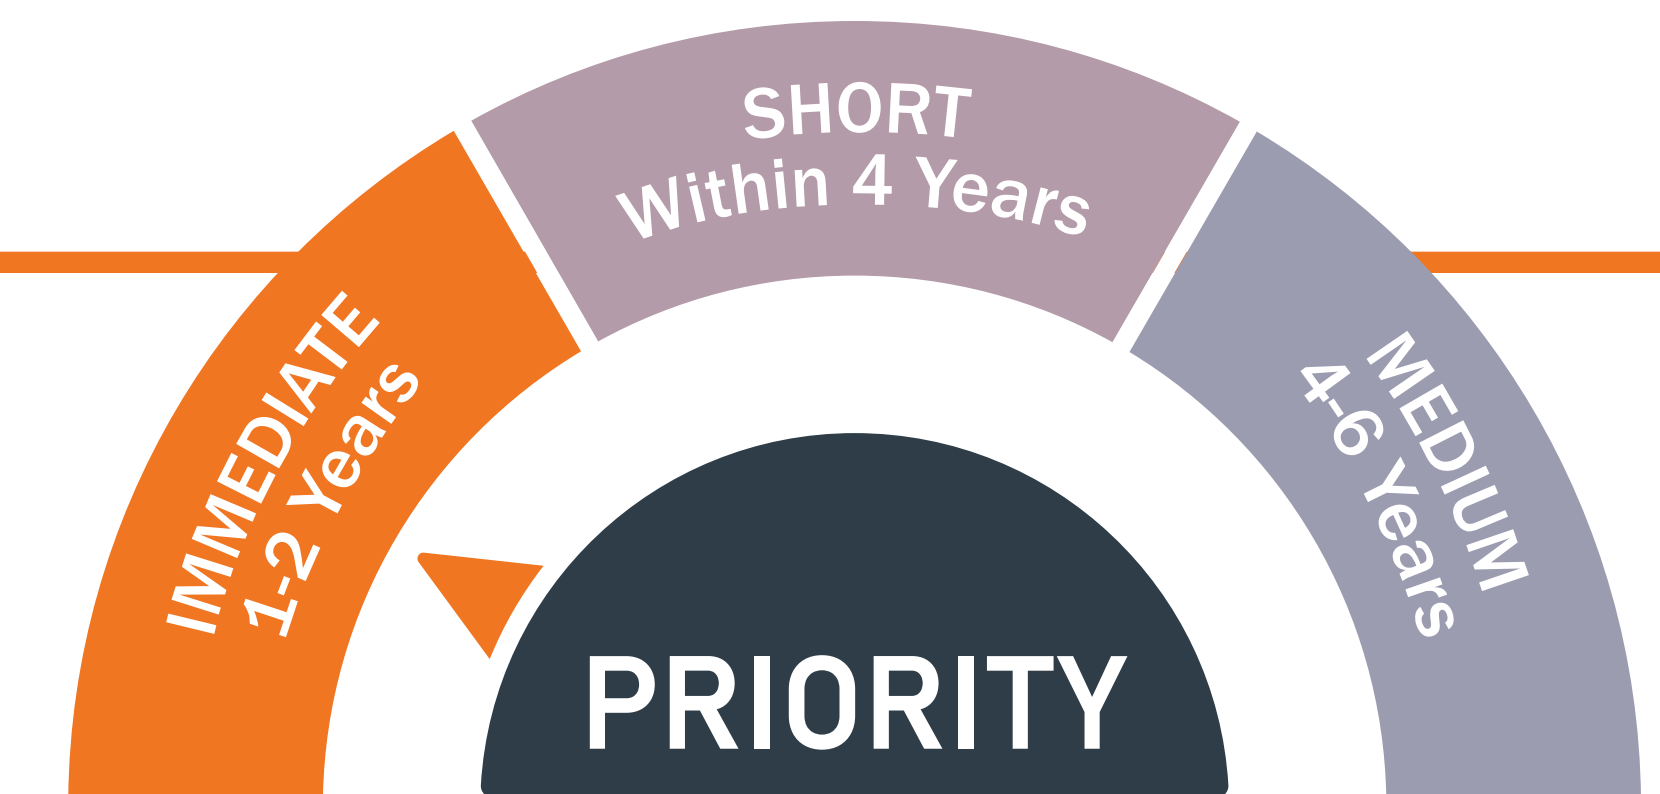 IMMEDIATE
1-2 Years
SHORT
Within 4 Years
MEDIUM
4-6 Years
PRIORITY